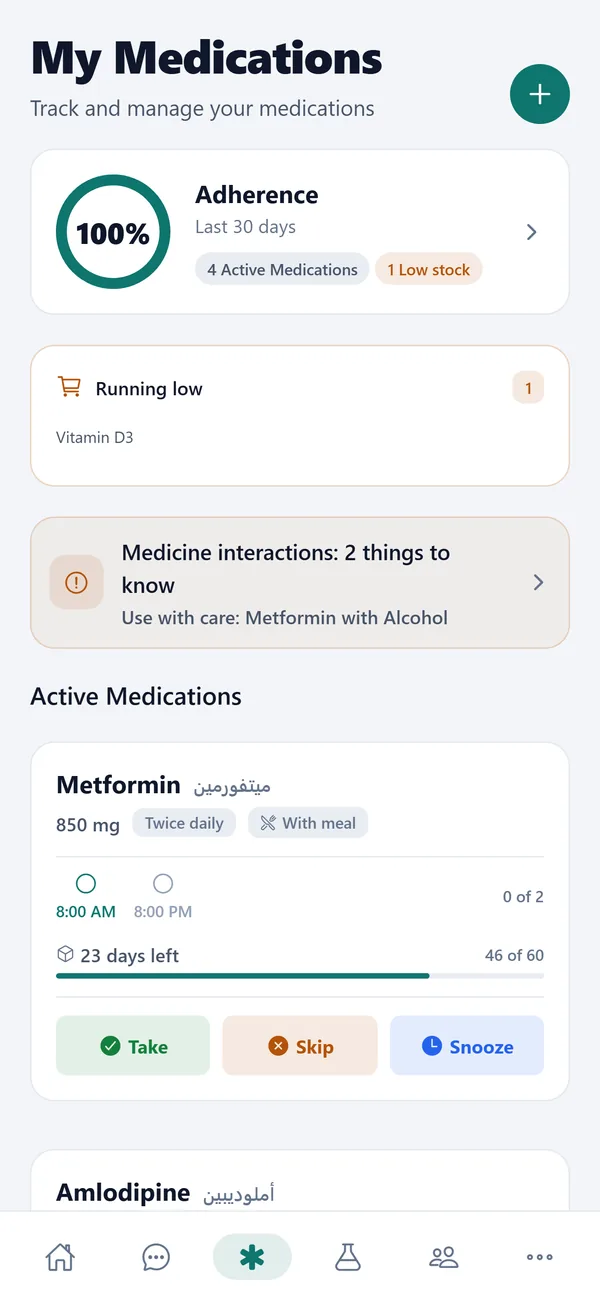 My Medications
Track and manage your medications
100%
Adherence
Last 30 days
4 Active Medications
1 Low stock
Running low
1
Vitamin D3
Medicine interactions: 2 things to
know
Use with care: Metformin with Alcohol
Active Medications
Metformin ميتفورمين
850 mg Twice daily With meal
8:00 AM 8:00 PM
0 of 2
23 days left
46 of 60
Take Skip Snooze
Amlodipine أملوديبين